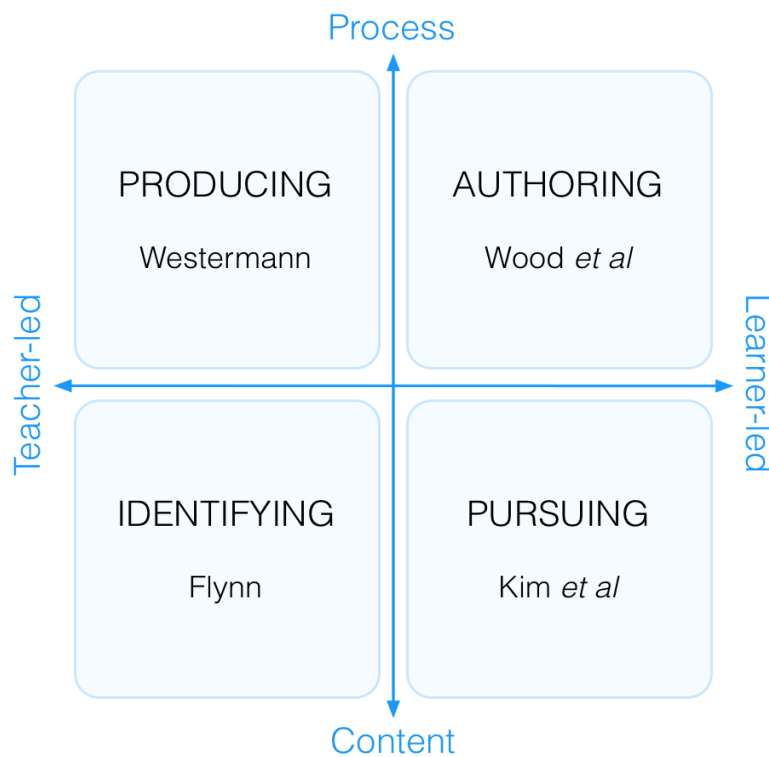 Process
PRODUCING
AUTHORING
Westermann
Wood et al
Teacher-led
Learner-led
IDENTIFYING
PURSUING
Flynn
Kim et al
Content